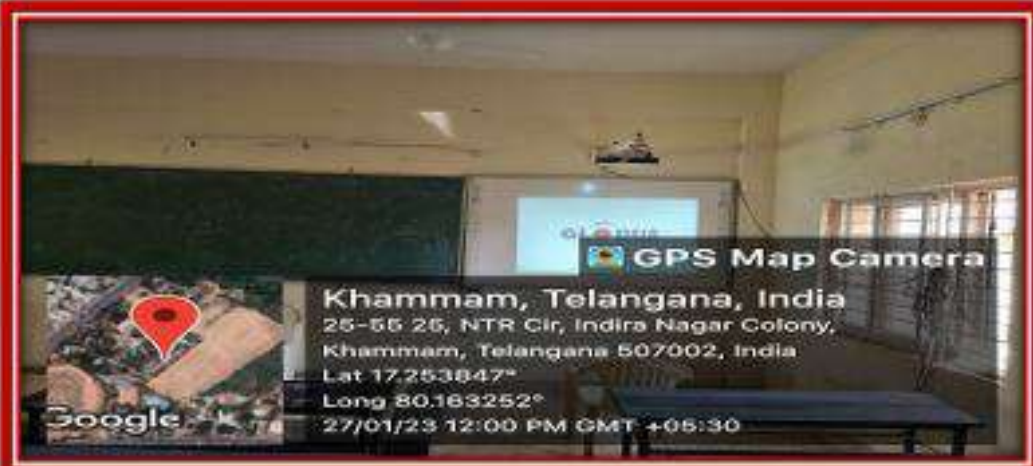 GPS Map Camera
Khammam, Telangana, India
25-55 25, NTR Cir, Indira Nagar Colony,
Khammam, Telangana 507002, India
Lat 17.253847°
Long 80.163252°
27/01/23 12:00 PM GMT +05:30
Google